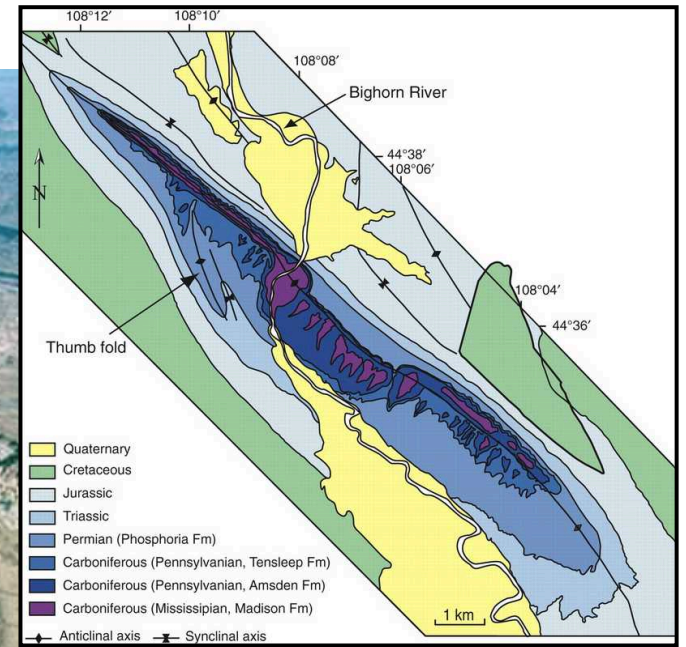 108°12′
108°10′
108°08′
Bighorn River
44°38′
108°06′
N
108°04′
44°36′
Thumb fold
Quaternary
Cretaceous
Jurassic
Triassic
Permian (Phosphoria Fm)
Carboniferous (Pennsylvanian, Tensleep Fm)
Carboniferous (Pennsylvanian, Amsden Fm)
Carboniferous (Mississipian, Madison Fm)
1 km
Anticlinal axis
Synclinal axis